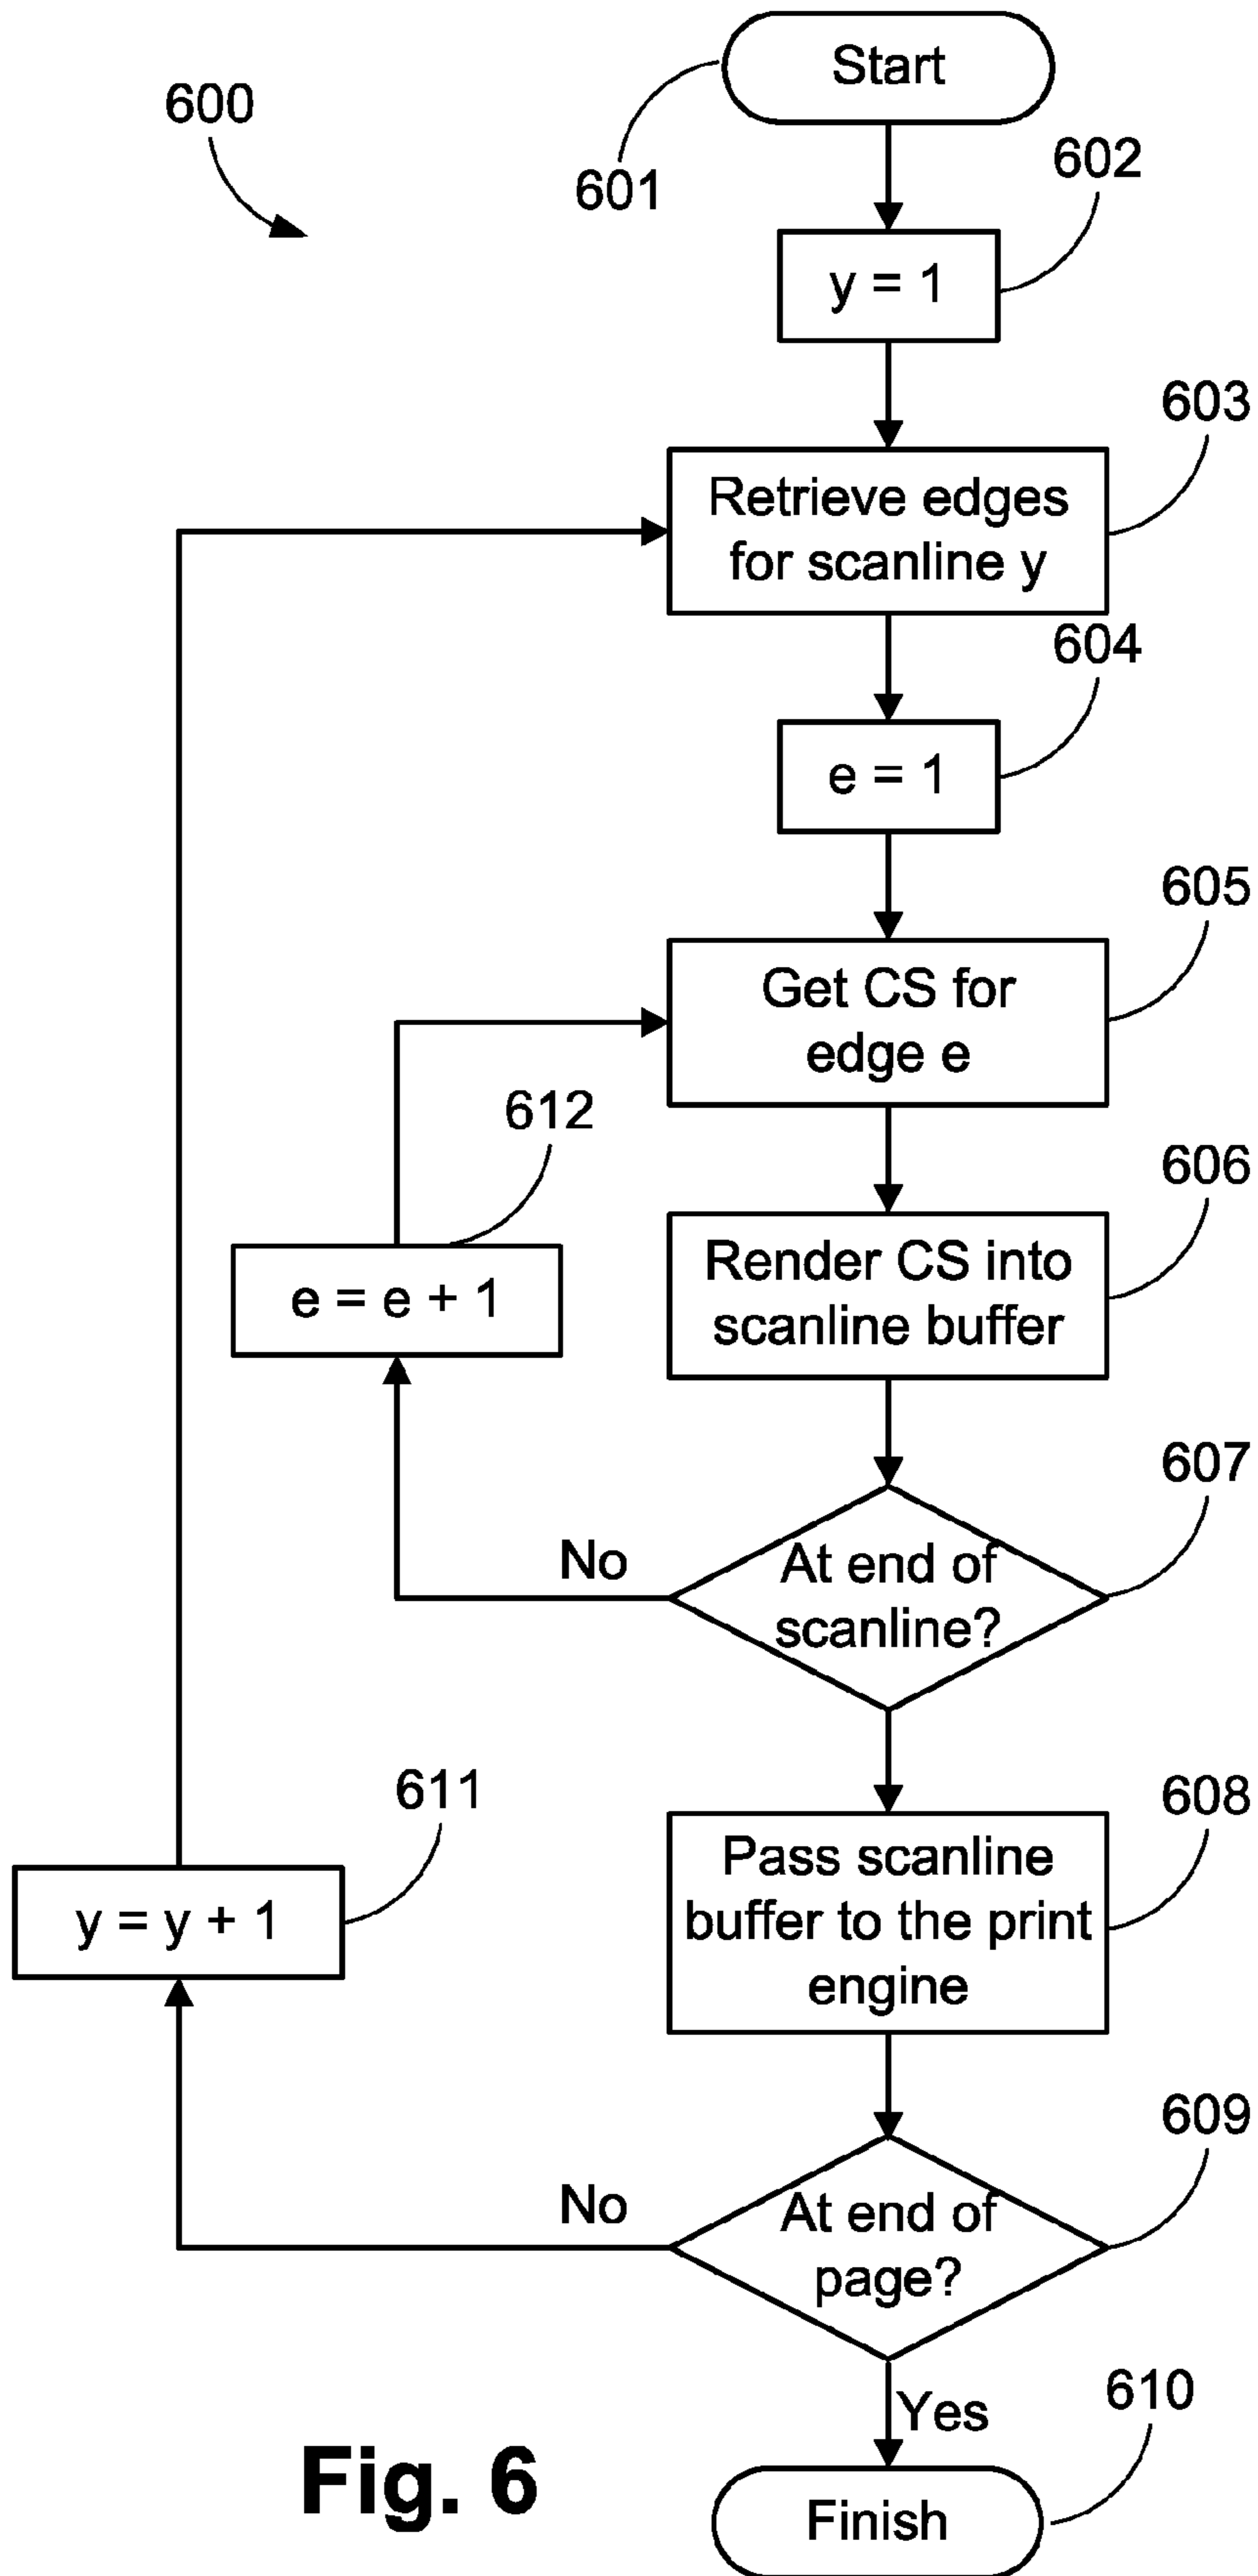 Start
600
601
602
y = 1
603
Retrieve edges
for scanline y
604
e = 1
605
Get CS for
edge e
612
606
Render CS into
scanline buffer
e = e + 1
607
No
At end of
scanline?
611
608
Pass scanline
buffer to the print
engine
y = y + 1
609
No
At end of
page?
610
Yes
Fig. 6
Finish